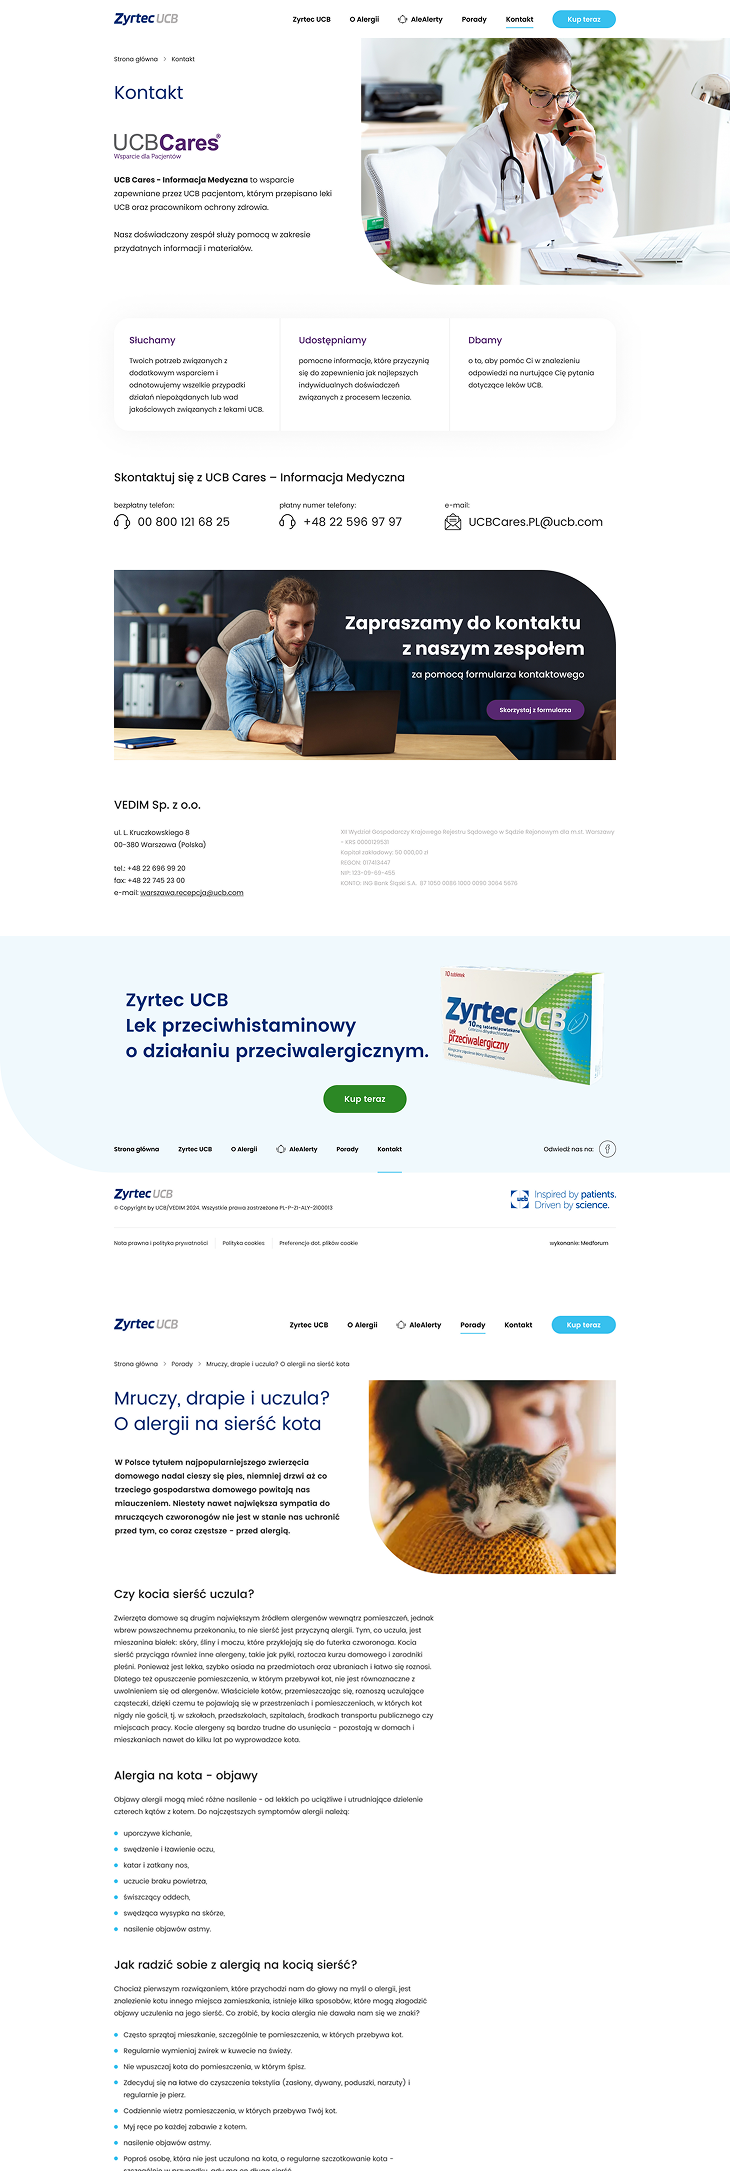 Zyrtec UCB
Zyrtec UCB O Alergii AleAlerty Porady Kontakt Kup teraz
Strona główna > Kontakt
Kontakt
UCBCares®
Wsparcie dla Pacjentów
UCB Cares - Informacja Medyczna to wsparcie
zapewniane przez UCB pacjentom, którym przepisano leki
UCB oraz pracownikom ochrony zdrowia.
Nasz doświadczony zespół służy pomocą w zakresie
przydatnych informacji i materiałów.
Słuchamy
Twoich potrzeb związanych z
dodatkowym wsparciem i
odnotowujemy wszelkie przypadki
działań niepożądanych lub wad
jakościowych związanych z lekami UCB.
Udostępniamy
pomocne informacje, które przyczynią
się do zapewnienia jak najlepszych
indywidualnych doświadczeń
związanych z procesem leczenia.
Dbamy
o to, aby pomóc Ci w znalezieniu
odpowiedzi na nurtujące Cię pytania
dotyczące leków UCB.
Skontaktuj się z UCB Cares – Informacja Medyczna
bezpłatny telefon:
00 800 121 68 25
płatny numer telefony:
+48 22 596 97 97
e-mail:
UCBCares.PL@ucb.com
Zapraszamy do kontaktu
z naszym zespołem
za pomocą formularza kontaktowego
Skorzystaj z formularza
VEDIM Sp. z o.o.
ul. L. Kruczkowskiego 8
00-380 Warszawa (Polska)
tel.: +48 22 696 99 20
fax: +48 22 745 23 00
e-mail: warszawa.recepcja@ucb.com
XII Wydział Gospodarczy Krajowego Rejestru Sądowego w Sądzie Rejonowym dla m.st. Warszawy
- KRS 0000129531
Kapitał zakładowy: 50 000,00 zł
REGON: 017413447
NIP: 123-09-69-455
KONTO: ING Bank Śląski S.A.
Zyrtec UCB
Lek przeciwhistaminowy
o działaniu przeciwalergicznym.
10 tabletek
Zyrtec UCB
10 mg tabletki powlekane
Lek
przeciwalergiczny
Kup teraz
Strona główna Zyrtec UCB O Alergii AleAlerty Porady Kontakt
Odwiedź nas na:
Zyrtec UCB
© Copyright by UCB/VEDIM 2024. Wszystkie prawa zastrzeżone PL-P-ZI-ALY-2100013
ucb
Inspired by patients.
Driven by science.
Nota prawna i polityka prywatności Polityka cookies Preferencje dot. plików cookie
wykonanie: Medforum
Zyrtec UCB
Zyrtec UCB O Alergii AleAlerty Porady Kontakt Kup teraz
Strona główna > Porady > Mruczy, drapie i uczula? O alergii na sierść kota
Mruczy, drapie i uczula?
O alergii na sierść kota
W Polsce tytułem najpopularniejszego zwierzęcia
domowego nadal cieszy się pies, niemniej drzwi aż co
trzeciego gospodarstwa domowego powitają nas
miauczeniem. Niestety nawet największa sympatia do
mruczących czworonogów nie jest w stanie nas uchronić
przed tym, co coraz częstsze - przed alergią.
Czy kocia sierść uczula?
Zwierzęta domowe są drugim największym źródłem alergenów wewnątrz pomieszczeń, jednak
wbrew powszechnemu przekonaniu, to nie sierść jest przyczyną alergii. Tym, co uczula, jest
mieszanina białek: skóry, śliny i moczu, które przyklejają się do futerka czworonoga. Kocia
sierść przyciąga również inne alergeny, takie jak pyłki, roztocza kurzu domowego i zarodniki
pleśni. Ponieważ jest lekka, szybko osiada na przedmiotach oraz ubraniach i łatwo się roznosi.
Dlatego też opuszczenie pomieszczenia, w którym przebywał kot, nie jest równoznaczne z
uwolnieniem się od alergenów. Właściciele kotów, przemieszczając się, roznoszą uczulające
cząsteczki, dzięki czemu te pojawiają się w przestrzeniach i pomieszczeniach, w których kot
nigdy nie gościł, tj. w szkołach, przedszkolach, szpitalach, środkach transportu publicznego czy
miejscach pracy. Kocie alergeny są bardzo trudne do usunięcia - pozostają w domach i
mieszkaniach nawet do kilku lat po wyprowadzce kota.
Alergia na kota - objawy
Objawy alergii mogą mieć różne nasilenie - od lekkich po uciążliwe i utrudniające dzielenie
czterech kątów z kotem. Do najczęstszych symptomów alergii należą:
uporczywe kichanie,
swędzenie i łzawienie oczu,
katar i zatkany nos,
uczucie braku powietrza,
świszczący oddech,
swędząca wysypka na skórze,
nasilenie objawów astmy.
Jak radzić sobie z alergią na kocią sierść?
Chociaż pierwszym rozwiązaniem, które przychodzi nam do głowy na myśl o alergii, jest
znalezienie kotu innego miejsca zamieszkania, istnieje kilka sposobów, które mogą złagodzić
objawy uczulenia na jego sierść. Co zrobić, by kocia alergia nie dawała nam się we znaki?
Często sprzątaj mieszkanie, szczególnie te pomieszczenia, w których przebywa kot.
Regularnie wymieniaj żwirek w kuwecie na świeży.
Nie wpuszczaj kota do pomieszczenia, w którym śpisz.
Zdecyduj się na łatwe do czyszczenia tekstylia (zasłony, dywany, poduszki, narzuty) i
regularnie je pierz.
Codziennie wietrz pomieszczenia, w których przebywa Twój kot.
Myj ręce po każdej zabawie z kotem.
nasilenie objawów astmy.
Poproś osobę, która nie jest uczulona na kota, o regularne szczotkowanie kota -